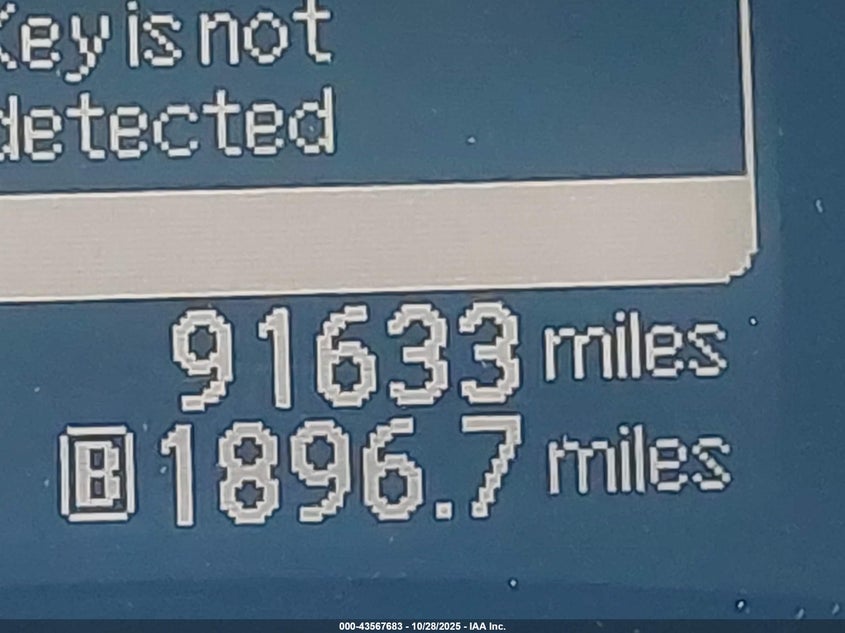 Key is not
detected
91633 miles
B 1896.7 miles
000-43567683 - 10/28/2025 - IAA Inc.